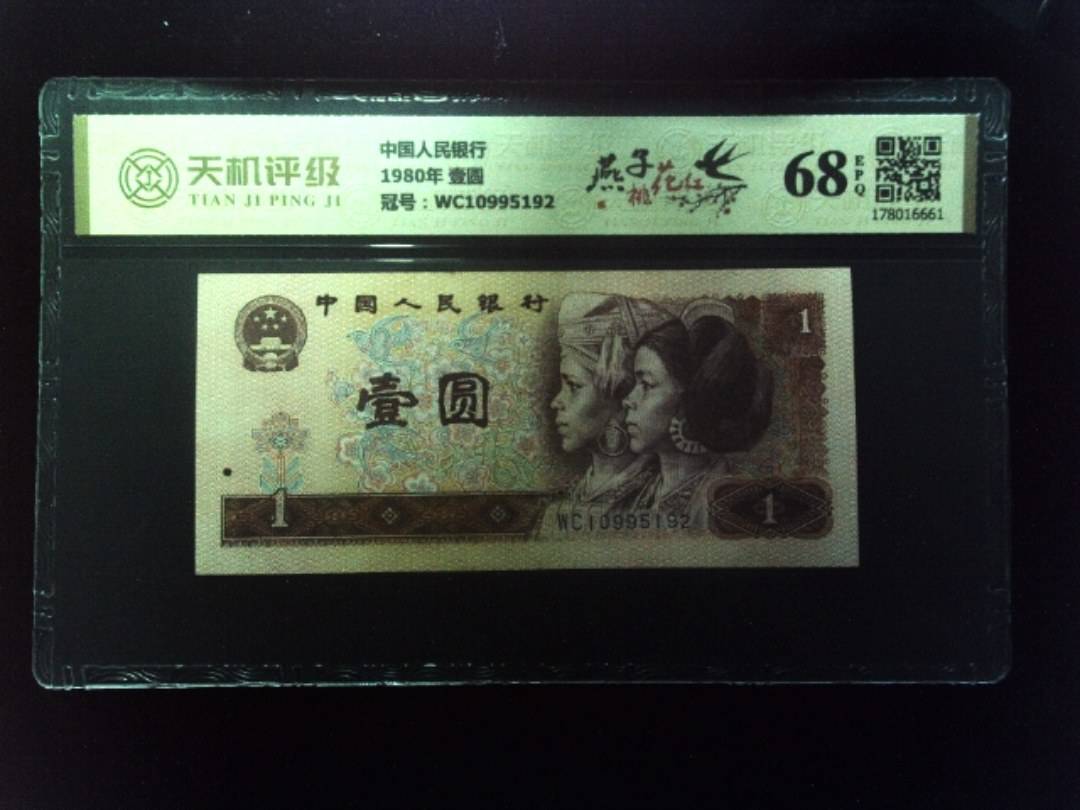 天机评级
TIAN JI PING JI
中国人民银行
1980年 壹圆
冠号：WC10995192
燕子
桃花红
68
EPQ
178016661
中国人民银行
壹圆
1
1
1
WC10995192